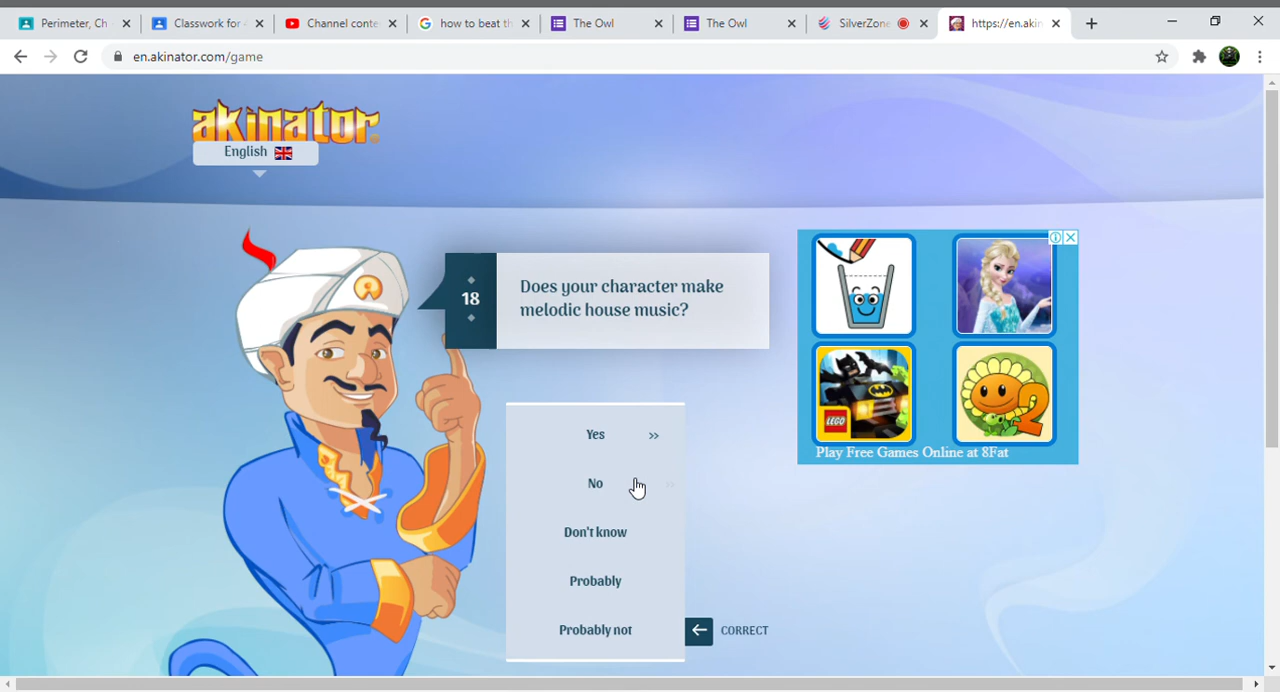 Perimeter, Ch
Classwork for
Channel conte
how to beat th
The Owl
The Owl
SilverZone
https://en.akin
en.akinator.com/game
akinator
English
18
Does your character make
melodic house music?
Yes
No
Don't know
Probably
Probably not
CORRECT
LEGO
2
Play Free Games Online at 8Fat